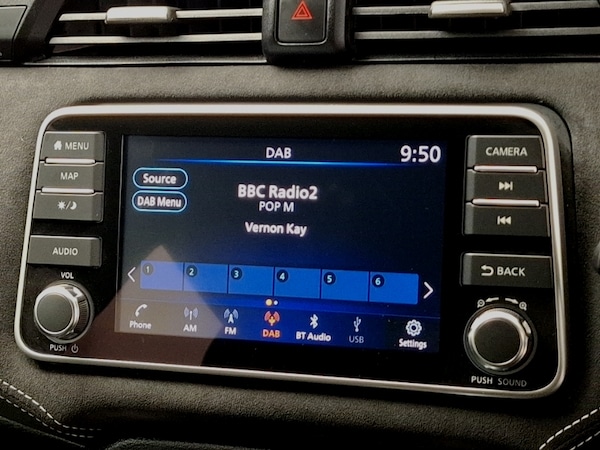 MENU
MAP
AUDIO
VOL
PUSH
DAB
9:50
Source
DAB Menu
BBC Radio2
POP M
Vernon Kay
1 2 3 4 5 6
Phone AM FM DAB BT Audio USB Settings
CAMERA
BACK
PUSH SOUND